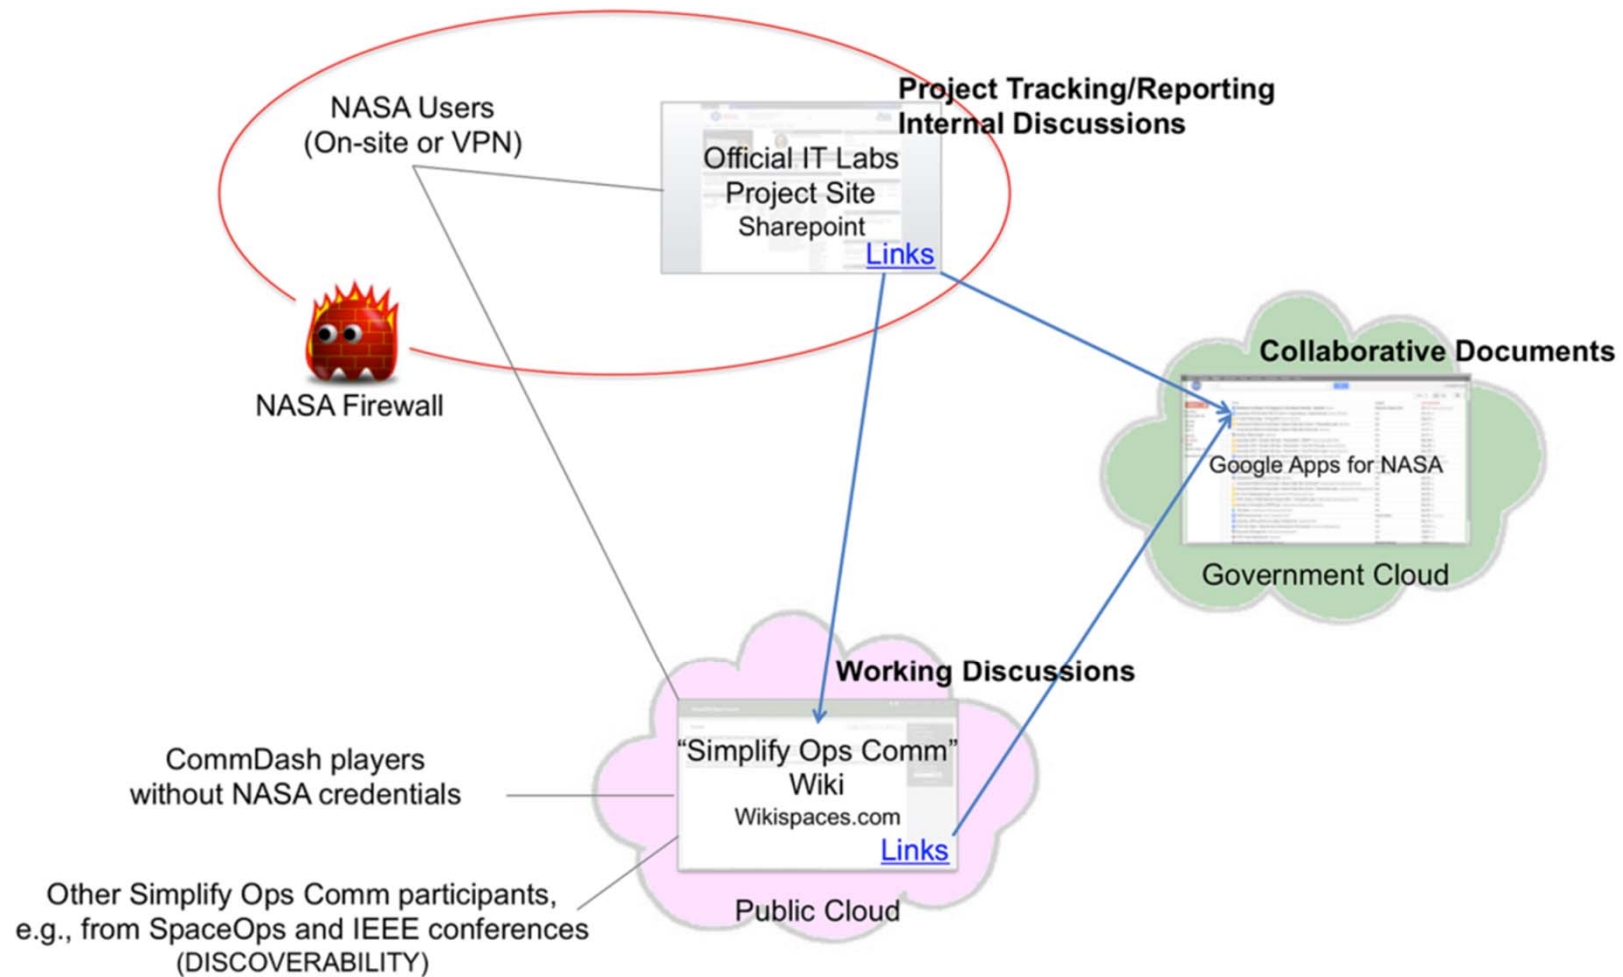 Project Tracking/Reporting
Internal Discussions
NASA Users
(On-site or VPN)
Official IT Labs
Project Site
Sharepoint
Links
NASA Firewall
Collaborative Documents
Google Apps for NASA
Government Cloud
Working Discussions
“Simplify Ops Comm”
Wiki
Wikispaces.com
Links
Public Cloud
CommDash players
without NASA credentials
Other Simplify Ops Comm participants,
e.g., from SpaceOps and IEEE conferences
(DISCOVERABILITY)